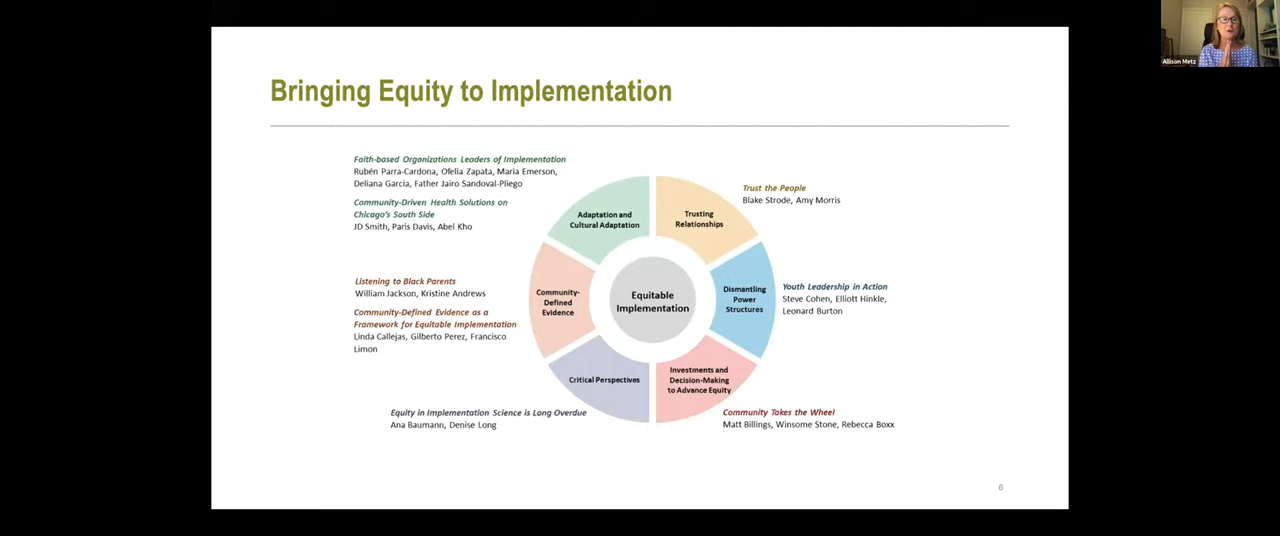 Allison Metz
Bringing Equity to Implementation
Faith-based Organizations Leaders of Implementation
Rubén Parra-Cardona, Ofelia Zapata, Maria Emerson,
Deliana Garcia, Father Jairo Sandoval-Pliego
Community-Driven Health Solutions on
Chicago's South Side
JD Smith, Paris Davis, Abel Kho
Listening to Black Parents
William Jackson, Kristine Andrews
Community-Defined Evidence as a
Framework for Equitable Implementation
Linda Callejas, Gilberto Perez, Francisco
Limon
Equity in Implementation Science is Long Overdue
Ana Baumann, Denise Long
Adaptation and
Cultural Adaptation
Trusting
Relationships
Community-
Defined
Evidence
Equitable
Implementation
Dismantling
Power
Structures
Critical Perspectives
Investments and
Decision-Making
to Advance Equity
Trust the People
Blake Strode, Amy Morris
Youth Leadership in Action
Steve Cohen, Elliott Hinkle,
Leonard Burton
Community Takes the Wheel
Matt Billings, Winsome Stone, Rebecca Boxx
6